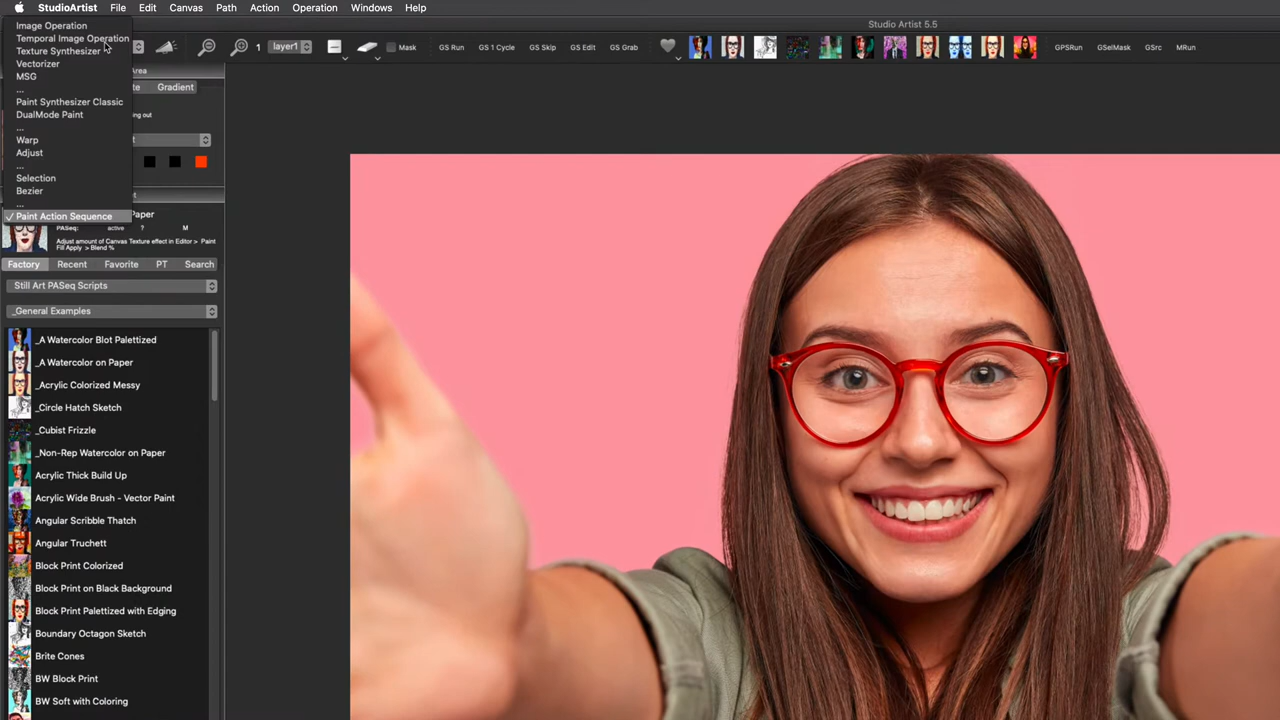 StudioArtist File Edit Canvas Path Action Operation Windows Help
Studio Artist 5.5
Image Operation
Temporal Image Operation
Texture Synthesizer
Vectorizer
MSG
...
Paint Synthesizer Classic
DualMode Paint
...
Warp
Adjust
...
Selection
Bezier
...
✓ Paint Action Sequence
1 layer1 Mask GS Run GS 1 Cycle GS Skip GS Edit GS Grab GPSRun GSelMask GSrc MRun
Area
Gradient
Paper
PASeq: active ? M
Adjust amount of Canvas Texture effect in Editor > Paint
Fill Apply > Blend %
Factory Recent Favorite PT Search
Still Art PASeq Scripts
_General Examples
_A Watercolor Blot Palettized
_A Watercolor on Paper
_Acrylic Colorized Messy
_Circle Hatch Sketch
_Cubist Frizzle
_Non-Rep Watercolor on Paper
Acrylic Thick Build Up
Acrylic Wide Brush - Vector Paint
Angular Scribble Thatch
Angular Truchett
Block Print Colorized
Block Print on Black Background
Block Print Palettized with Edging
Boundary Octagon Sketch
Brite Cones
BW Block Print
BW Soft with Coloring